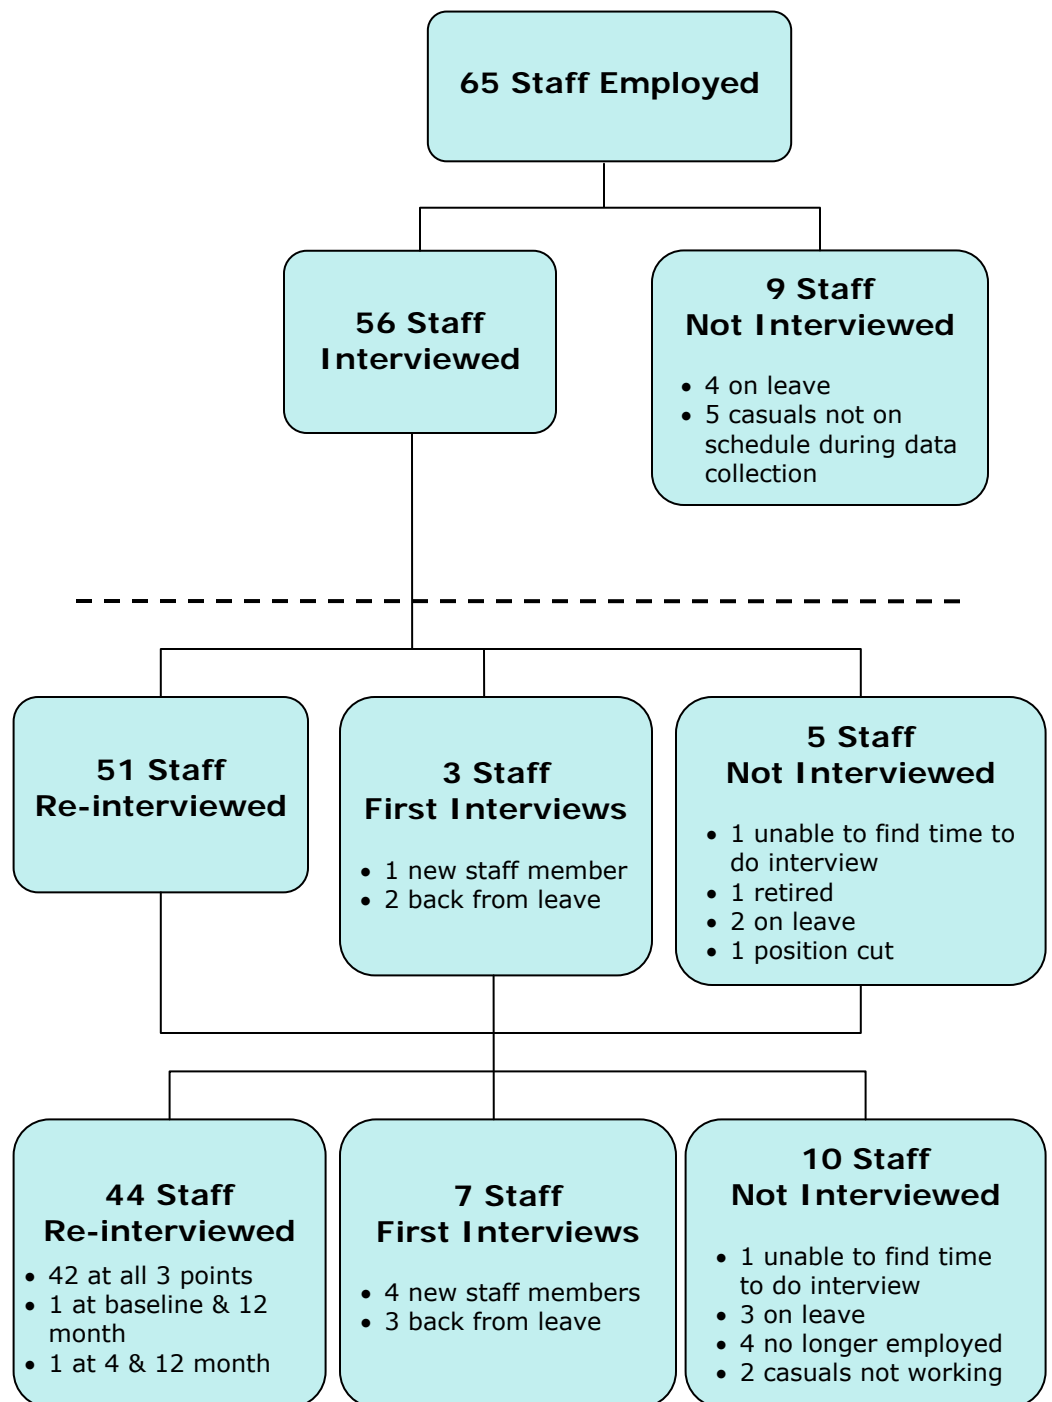 65 Staff Employed
56 Staff
Interviewed
9 Staff
Not Interviewed
• 4 on leave
• 5 casuals not on
schedule during data
collection
51 Staff
Re-interviewed
3 Staff
First Interviews
• 1 new staff member
• 2 back from leave
5 Staff
Not Interviewed
• 1 unable to find time to
do interview
• 1 retired
• 2 on leave
• 1 position cut
44 Staff
Re-interviewed
• 42 at all 3 points
• 1 at baseline & 12
month
• 1 at 4 & 12 month
7 Staff
First Interviews
• 4 new staff members
• 3 back from leave
10 Staff
Not Interviewed
• 1 unable to find time
to do interview
• 3 on leave
• 4 no longer employed
• 2 casuals not working